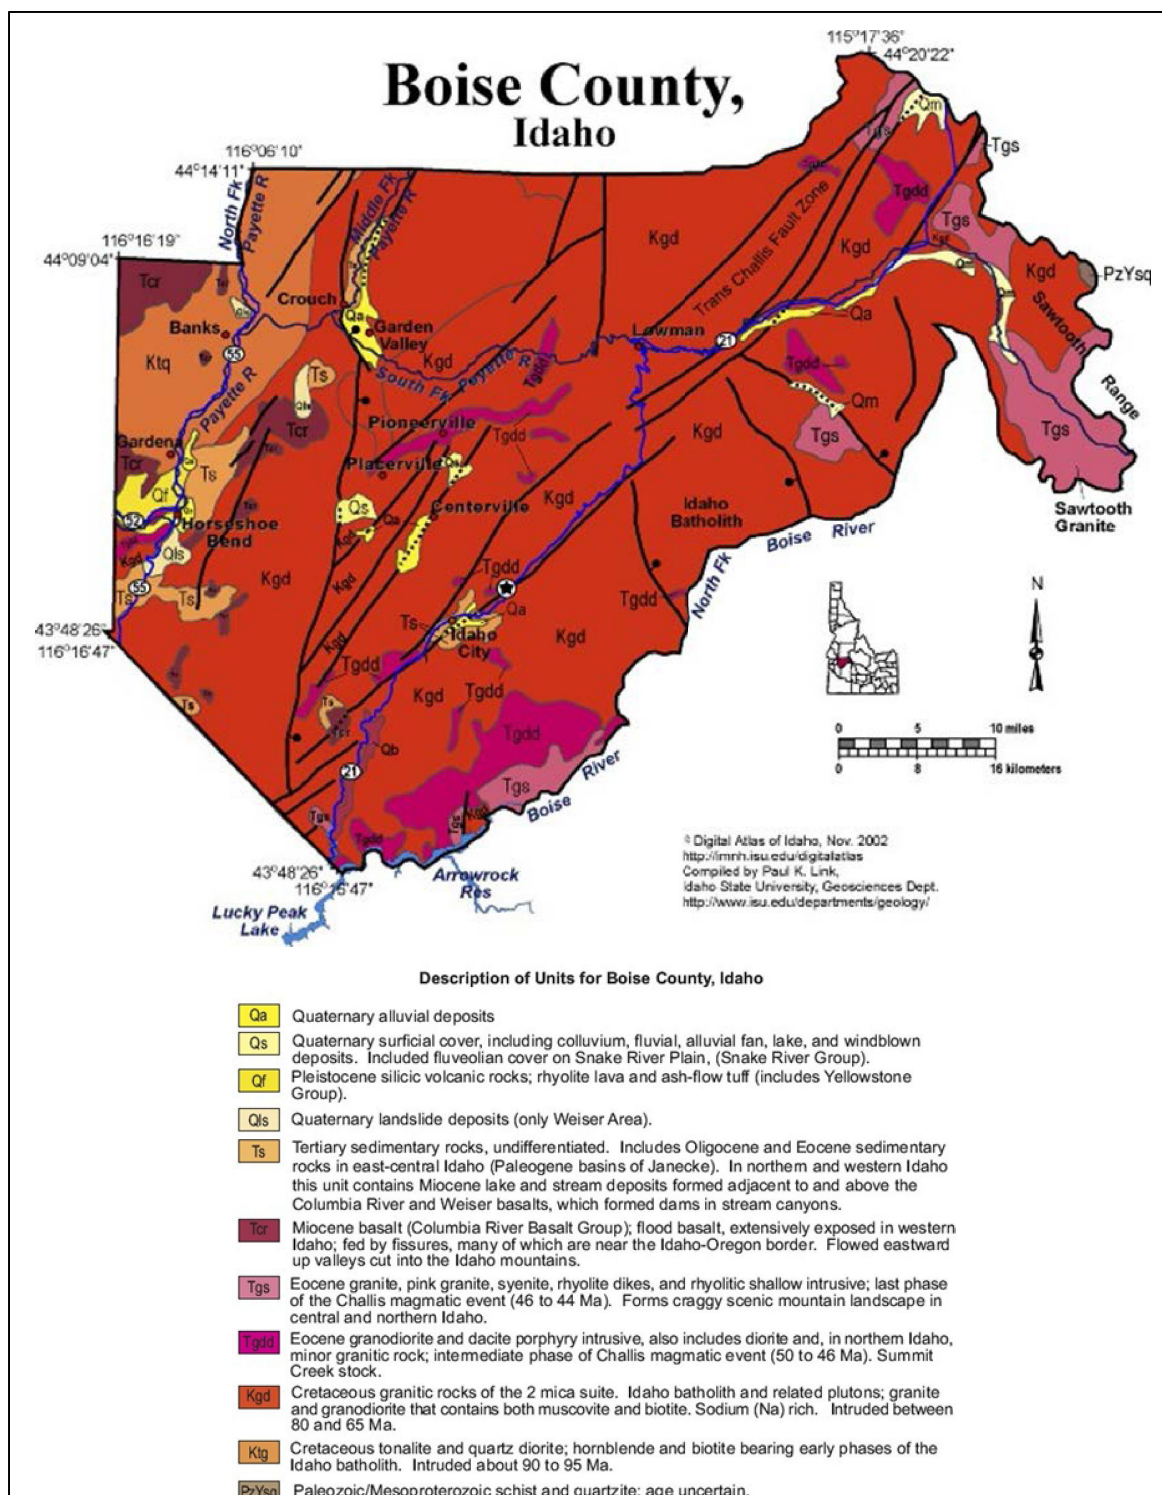 Boise County,
Idaho
115°17'36"
44°20'22"
116°06'10"
44°14'11"
116°16'19"
44°09'04"
North Fk
Payette R
Middle Fk
Payette R
Qm
Tgs
Tgs
Tgdd
Tgs
Kgd
Kgd
Trans Challis Fault Zone
Kgd
PzYsq
Sawtooth
Range
Tcr
Crouch
Qa
Garden
Valley
Banks
55
Ktq
Kgd
Lowman
21
Qa
South Fk Payette R
Tgdd
Tgdd
Payette R
Ts
Tcr
Pioneerville
Tgdd
Kgd
Qm
Tgs
Tgs
Gardena
Tcr
Ts
Placerville
Qf
Qs
Qa
Centerville
Kgd
Idaho
Batholith
Sawtooth
Granite
52
Horseshoe
Bend
Boise River
Kgd
Qls
Kgd
Kgd
Kgd
Tgdd
Tgdd
North Fk
55
Ts
Ts
Qa
Ts
Idaho
City
Kgd
N
43°48'26"
116°16'47"
Kgd
Tgdd
Kgd
Tgdd
Ts
Ts
Tcr
Tgdd
Qb
21
Tgs
Boise River
0 5 10 miles
0 8 16 kilometers
Tgs
Tgs
Kgd
Tgdd
© Digital Atlas of Idaho, Nov. 2002
http://imnh.isu.edu/digitalatlas
Compiled by Paul K. Link,
Idaho State University, Geosciences Dept.
http://www.isu.edu/departments/geology/
43°48'26"
116°15'47"
Arrowrock
Res
Lucky Peak
Lake
Description of Units for Boise County, Idaho
Qa Quaternary alluvial deposits
Qs Quaternary surficial cover, including colluvium, fluvial, alluvial fan, lake, and windblown
deposits. Included fluveolian cover on Snake River Plain, (Snake River Group).
Qf Pleistocene silicic volcanic rocks; rhyolite lava and ash-flow tuff (includes Yellowstone
Group).
Qls Quaternary landslide deposits (only Weiser Area).
Ts Tertiary sedimentary rocks, undifferentiated. Includes Oligocene and Eocene sedimentary
rocks in east-central Idaho (Paleogene basins of Janecke). In northern and western Idaho
this unit contains Miocene lake and stream deposits formed adjacent to and above the
Columbia River and Weiser basalts, which formed dams in stream canyons.
Tcr Miocene basalt (Columbia River Basalt Group); flood basalt, extensively exposed in western
Idaho; fed by fissures, many of which are near the Idaho-Oregon border. Flowed eastward
up valleys cut into the Idaho mountains.
Tgs Eocene granite, pink granite, syenite, rhyolite dikes, and rhyolitic shallow intrusive; last phase
of the Challis magmatic event (46 to 44 Ma). Forms craggy scenic mountain landscape in
central and northern Idaho.
Tgdd Eocene granodiorite and dacite porphyry intrusive, also includes diorite and, in northern Idaho,
minor granitic rock; intermediate phase of Challis magmatic event (50 to 46 Ma). Summit
Creek stock.
Kgd Cretaceous granitic rocks of the 2 mica suite. Idaho batholith and related plutons; granite
and granodiorite that contains both muscovite and biotite. Sodium (Na) rich. Intruded between
80 and 65 Ma.
Ktg Cretaceous tonalite and quartz diorite; hornblende and biotite bearing early phases of the
Idaho batholith. Intruded about 90 to 95 Ma.
PzYsq Paleozoic/Mesoproterozoic schist and quartzite; age uncertain.